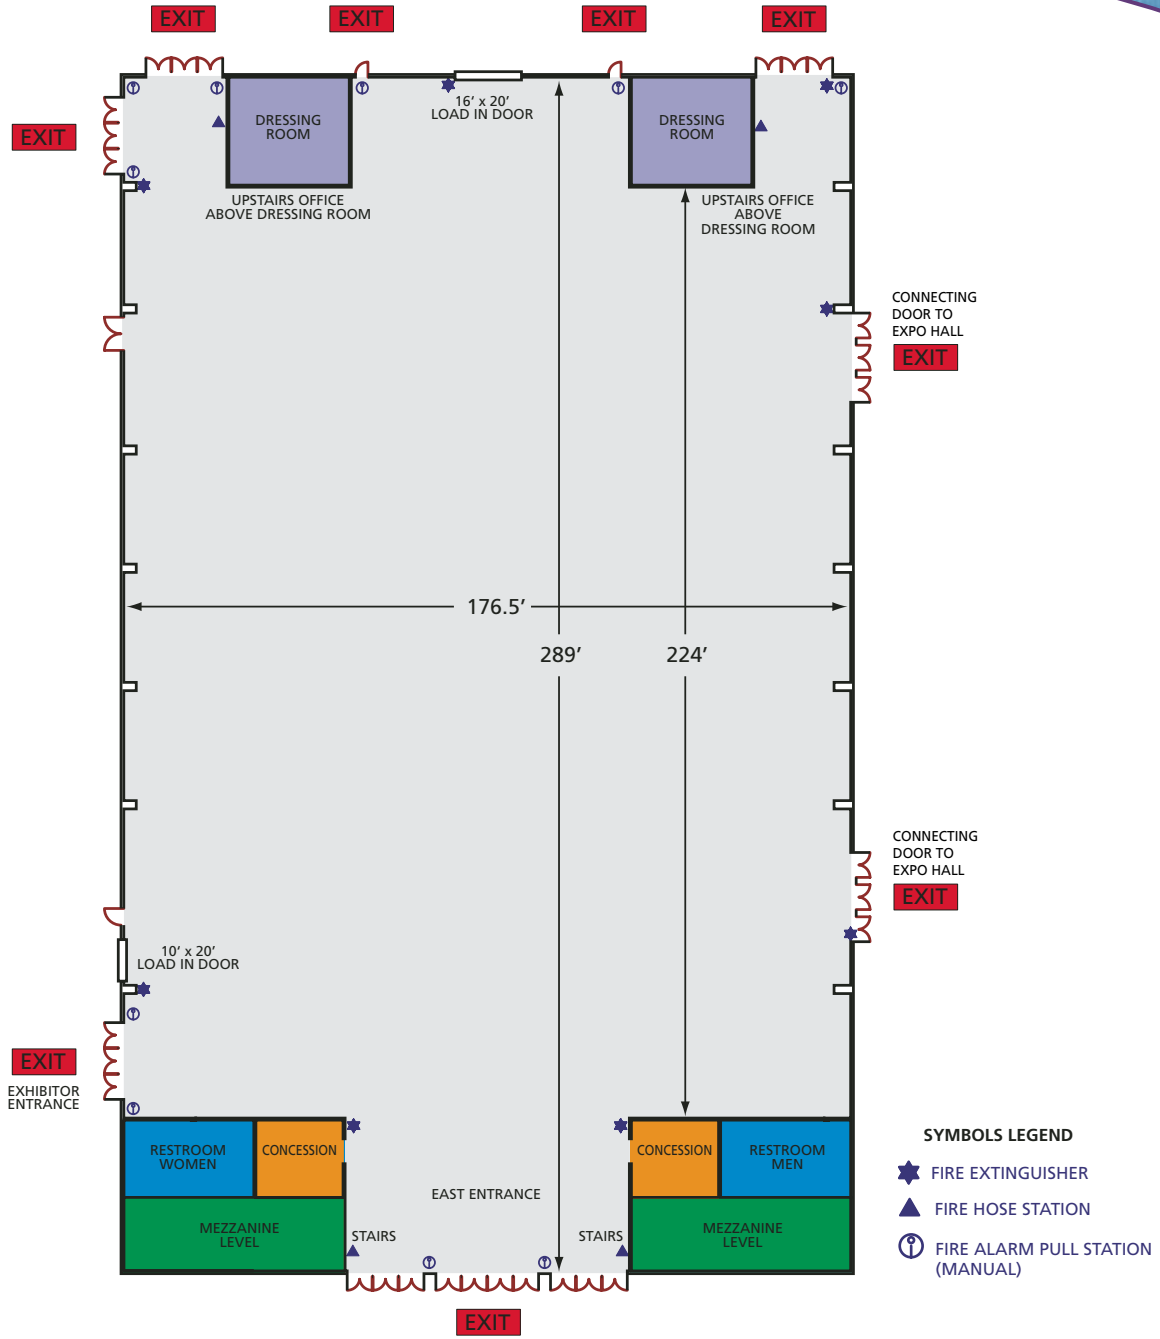 EXIT
EXIT
EXIT
EXIT
16’ x 20’
LOAD IN DOOR
DRESSING
ROOM
DRESSING
ROOM
EXIT
UPSTAIRS OFFICE
ABOVE DRESSING ROOM
UPSTAIRS OFFICE
ABOVE
DRESSING ROOM
CONNECTING
DOOR TO
EXPO HALL
EXIT
176.5’
289’
224’
CONNECTING
DOOR TO
EXPO HALL
EXIT
10’ x 20’
LOAD IN DOOR
EXIT
EXHIBITOR
ENTRANCE
RESTROOM
WOMEN
CONCESSION
CONCESSION
RESTROOM
MEN
EAST ENTRANCE
MEZZANINE
LEVEL
STAIRS
STAIRS
MEZZANINE
LEVEL
EXIT
SYMBOLS LEGEND
FIRE EXTINGUISHER
FIRE HOSE STATION
FIRE ALARM PULL STATION
(MANUAL)